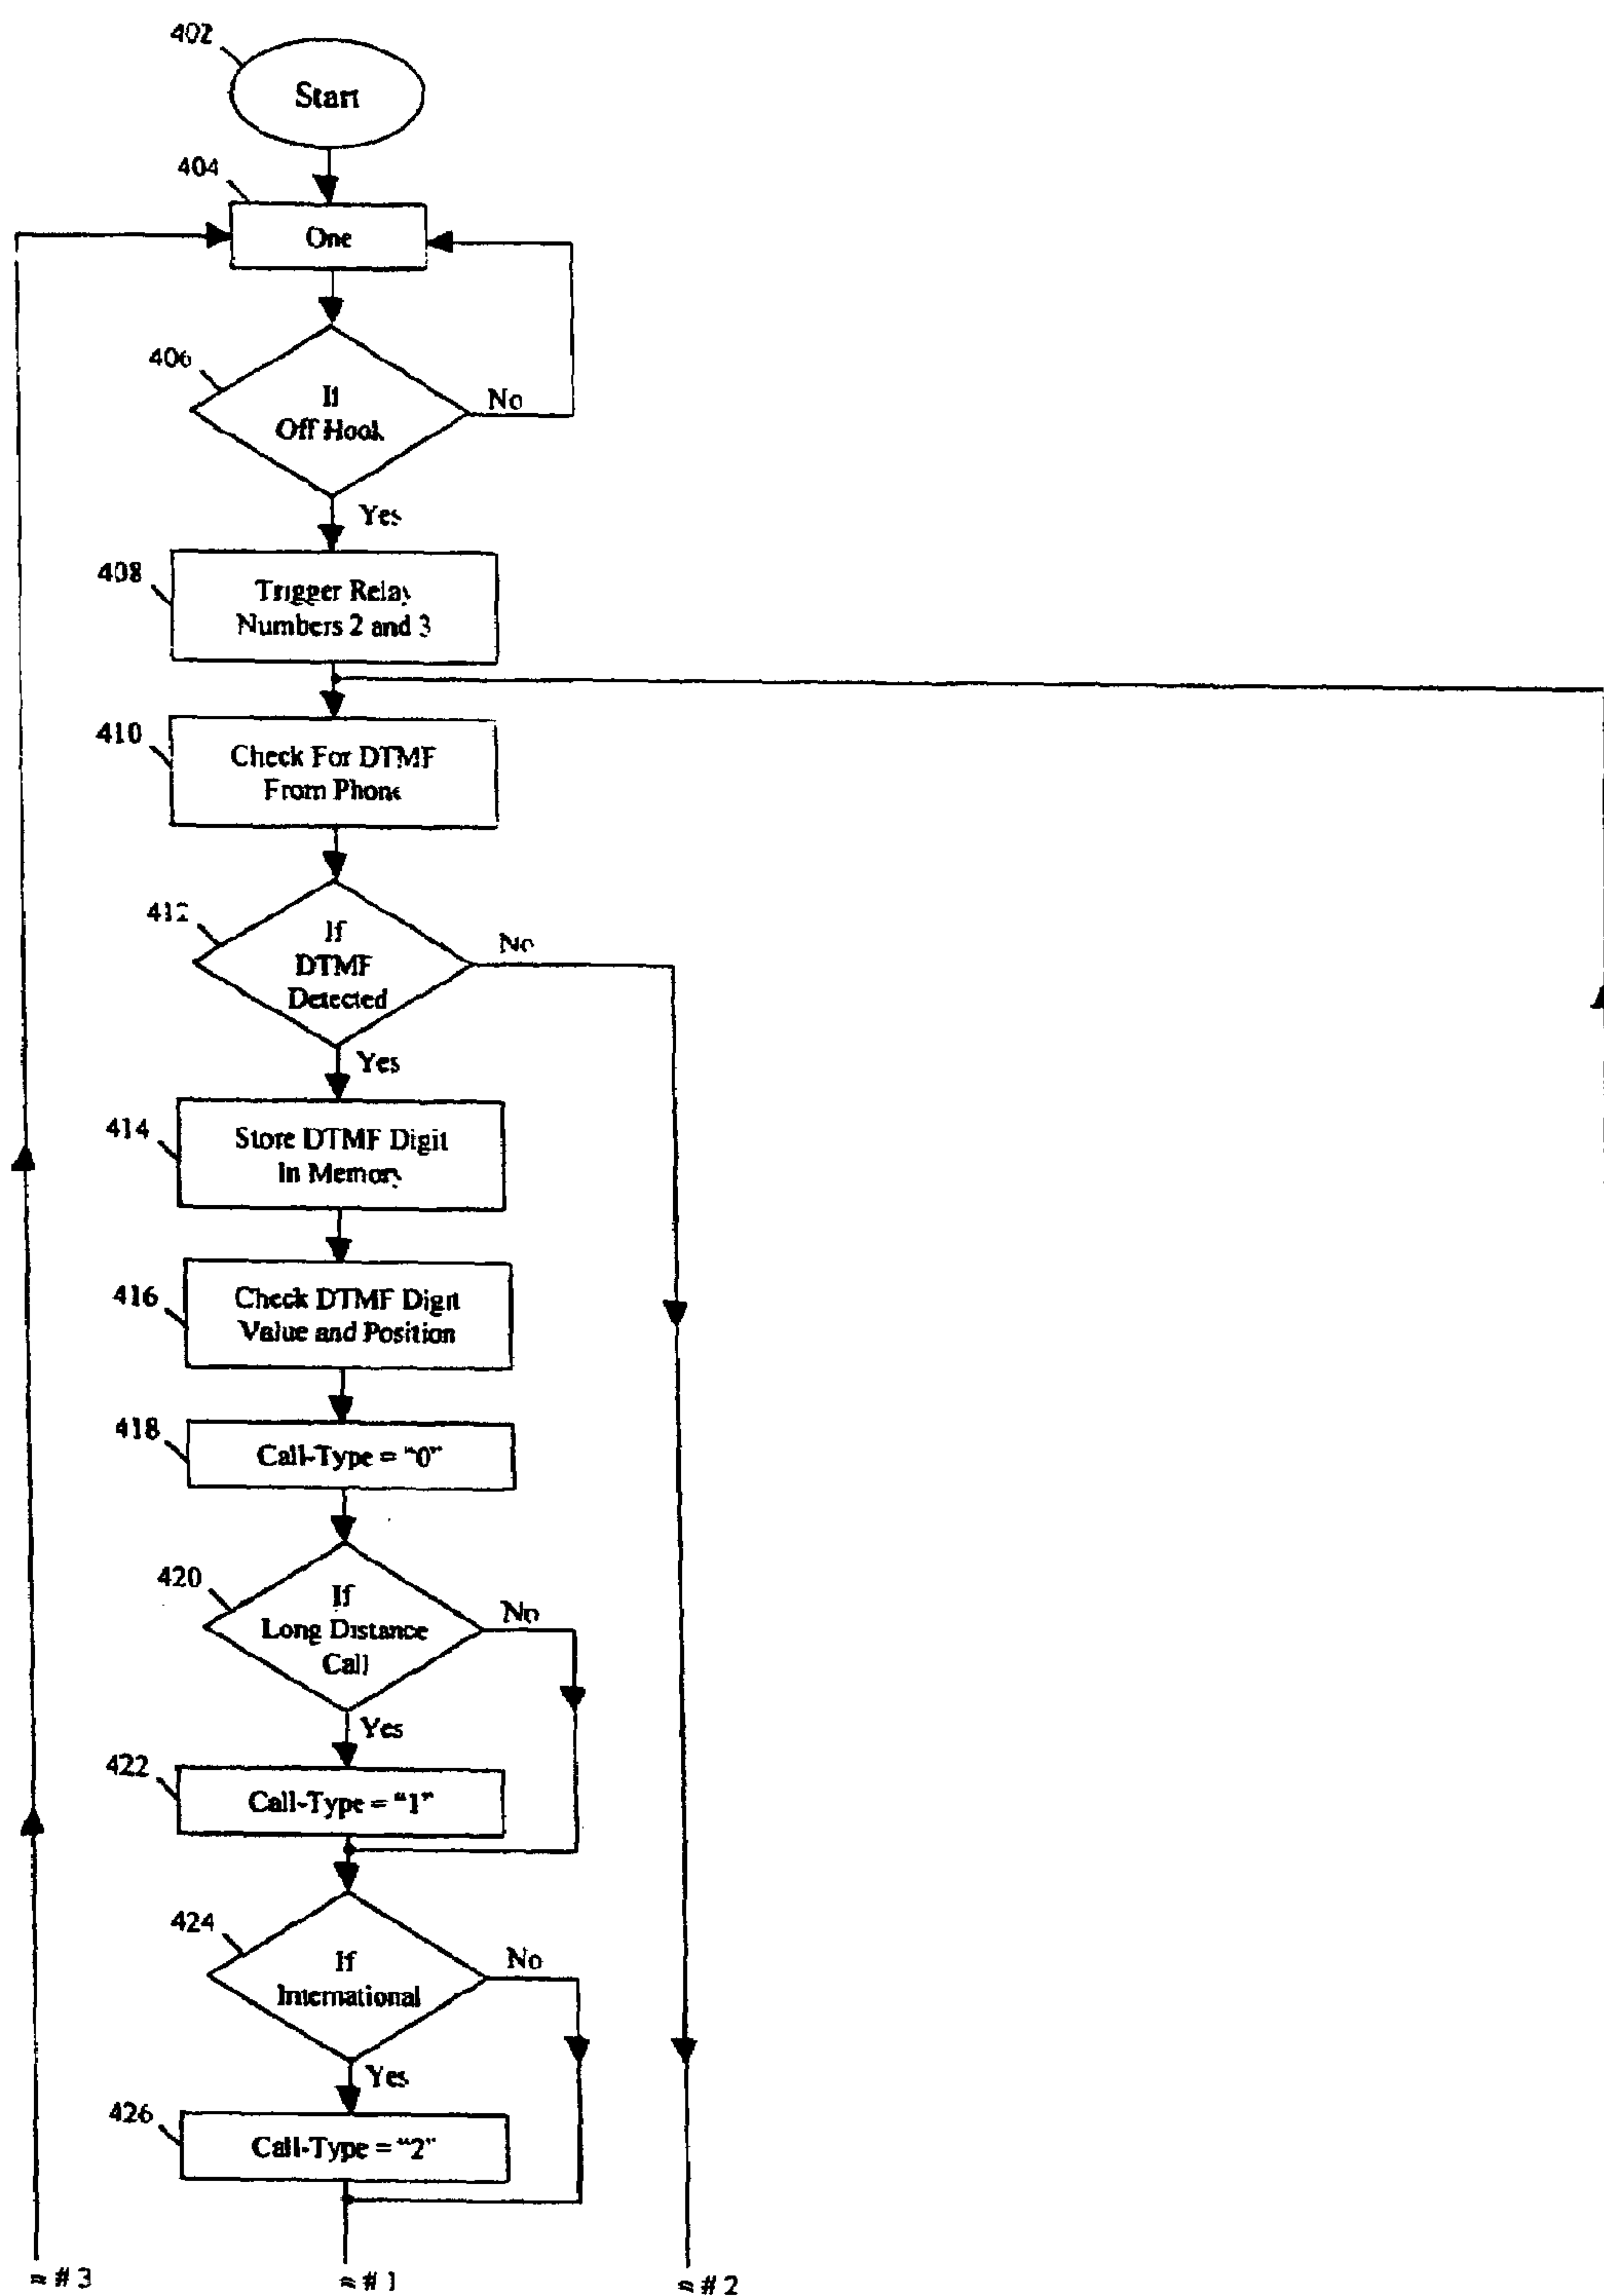 402
Start
404
One
406
If
Off Hook
No
Yes
408
Trigger Relay
Numbers 2 and 3
410
Check For DTMF
From Phone
412
If
DTMF
Detected
No
Yes
414
Store DTMF Digit
in Memory
416
Check DTMF Digit
Value and Position
418
Call-Type = "0"
420
If
Long Distance
Call
No
Yes
422
Call-Type = "1"
424
If
International
No
Yes
426
Call-Type = "2"
= # 3
= # 1
= # 2